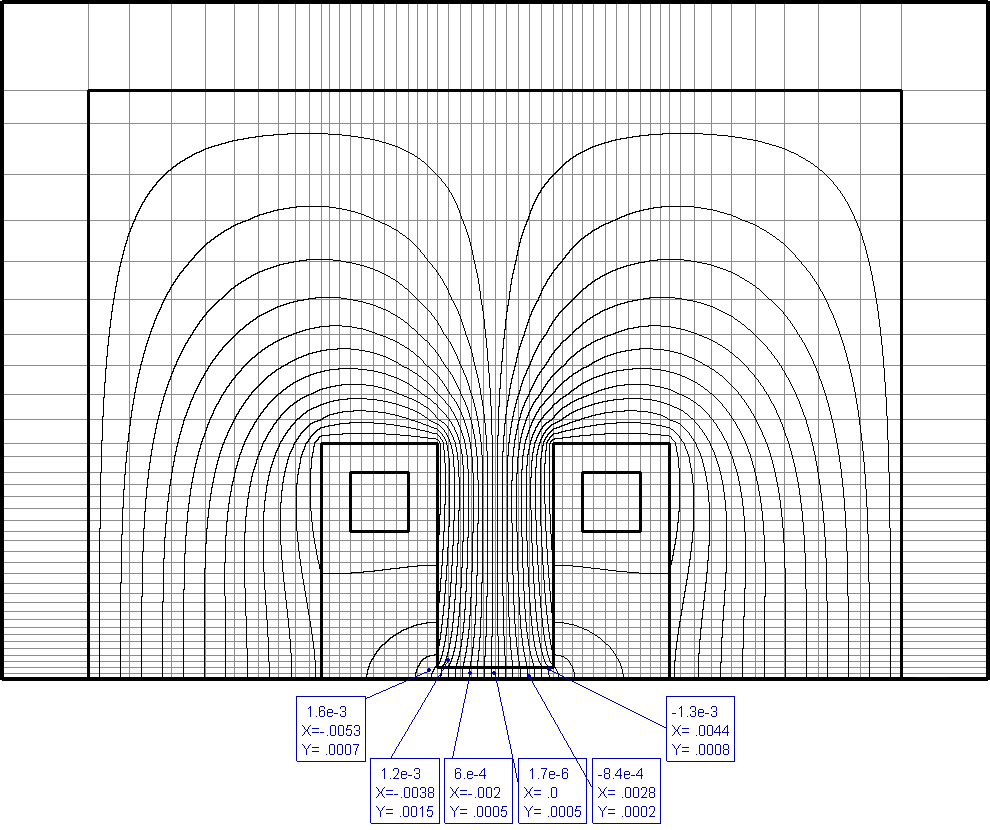 1.6e-3
X=-.0053
Y= .0007
-1.3e-3
X= .0044
Y= .0008
1.2e-3
X=-.0038
Y= .0015
6.e-4
X=-.002
Y= .0005
1.7e-6
X= .0
Y= .0005
-8.4e-4
X= .0028
Y= .0002